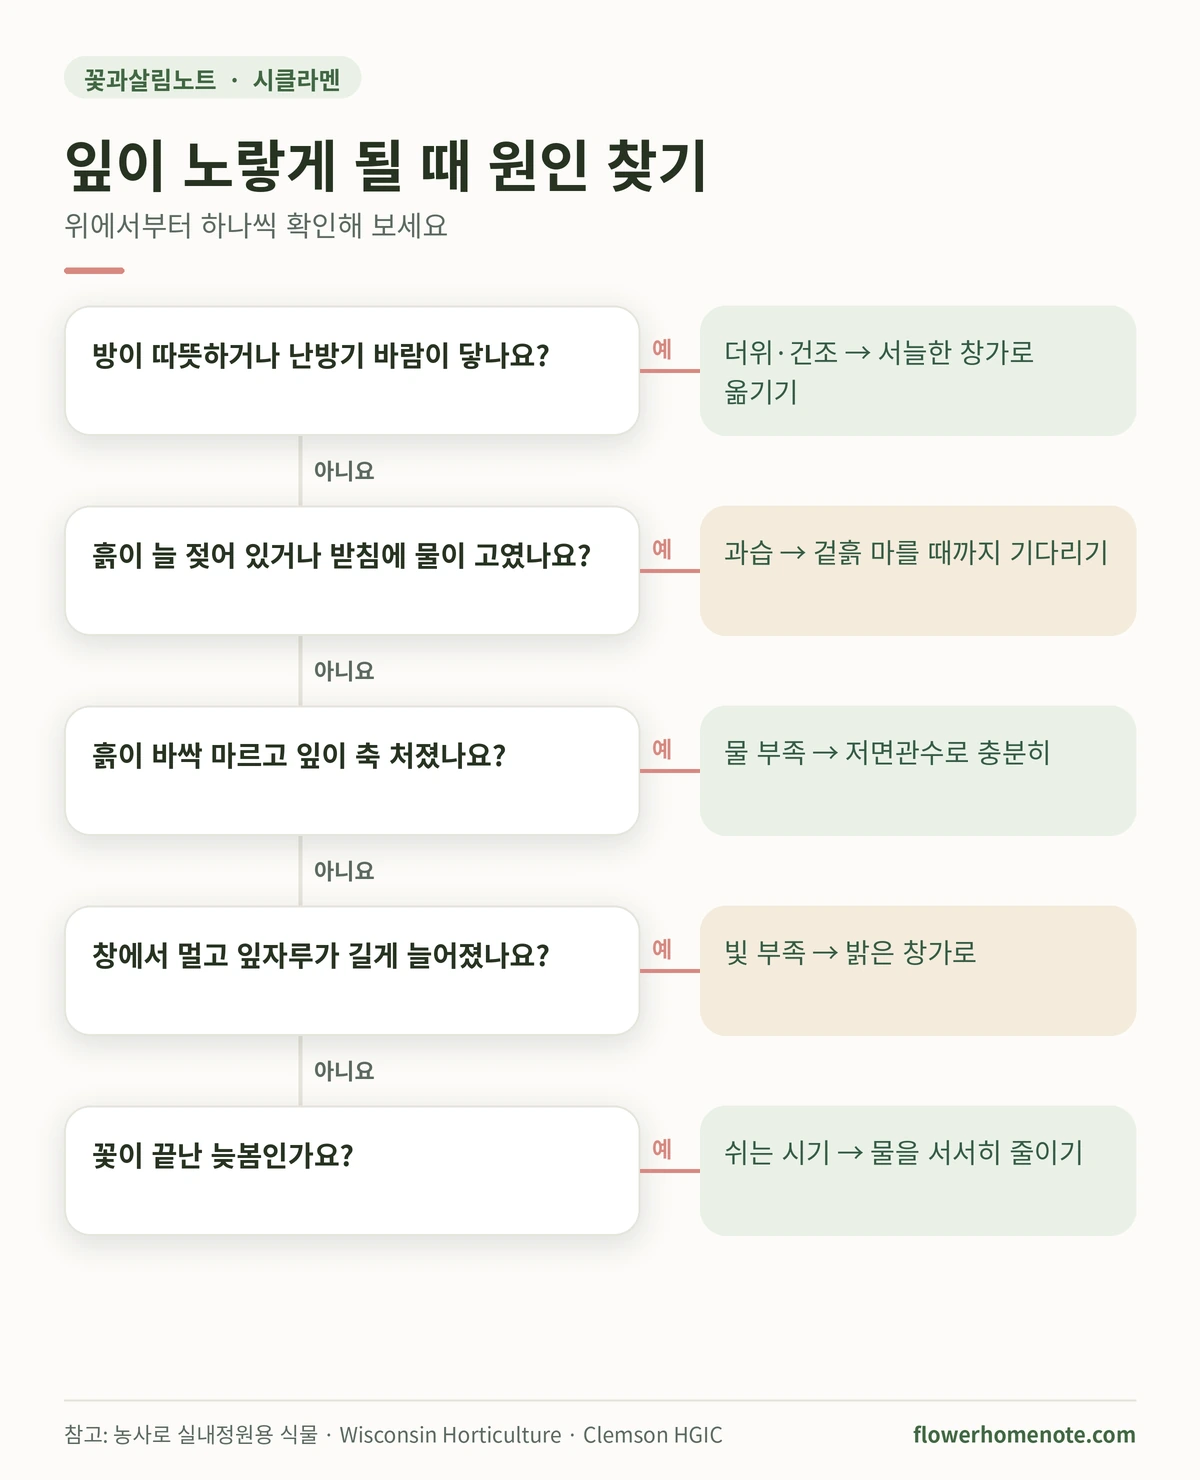 꽃과살림노트 · 시클라멘
잎이 노랗게 될 때 원인 찾기
위에서부터 하나씩 확인해 보세요
방이 따뜻하거나 난방기 바람이 닿나요?
예
더위·건조 → 서늘한 창가로
옮기기
아니요
흙이 늘 젖어 있거나 받침에 물이 고였나요?
예
과습 → 겉흙 마를 때까지 기다리기
아니요
흙이 바싹 마르고 잎이 축 처졌나요?
예
물 부족 → 저면관수로 충분히
아니요
창에서 멀고 잎자루가 길게 늘어졌나요?
예
빛 부족 → 밝은 창가로
아니요
꽃이 끝난 늦봄인가요?
예
쉬는 시기 → 물을 서서히 줄이기
참고: 농사로 실내정원용 식물 · Wisconsin Horticulture · Clemson HGIC
flowerhomenote.com